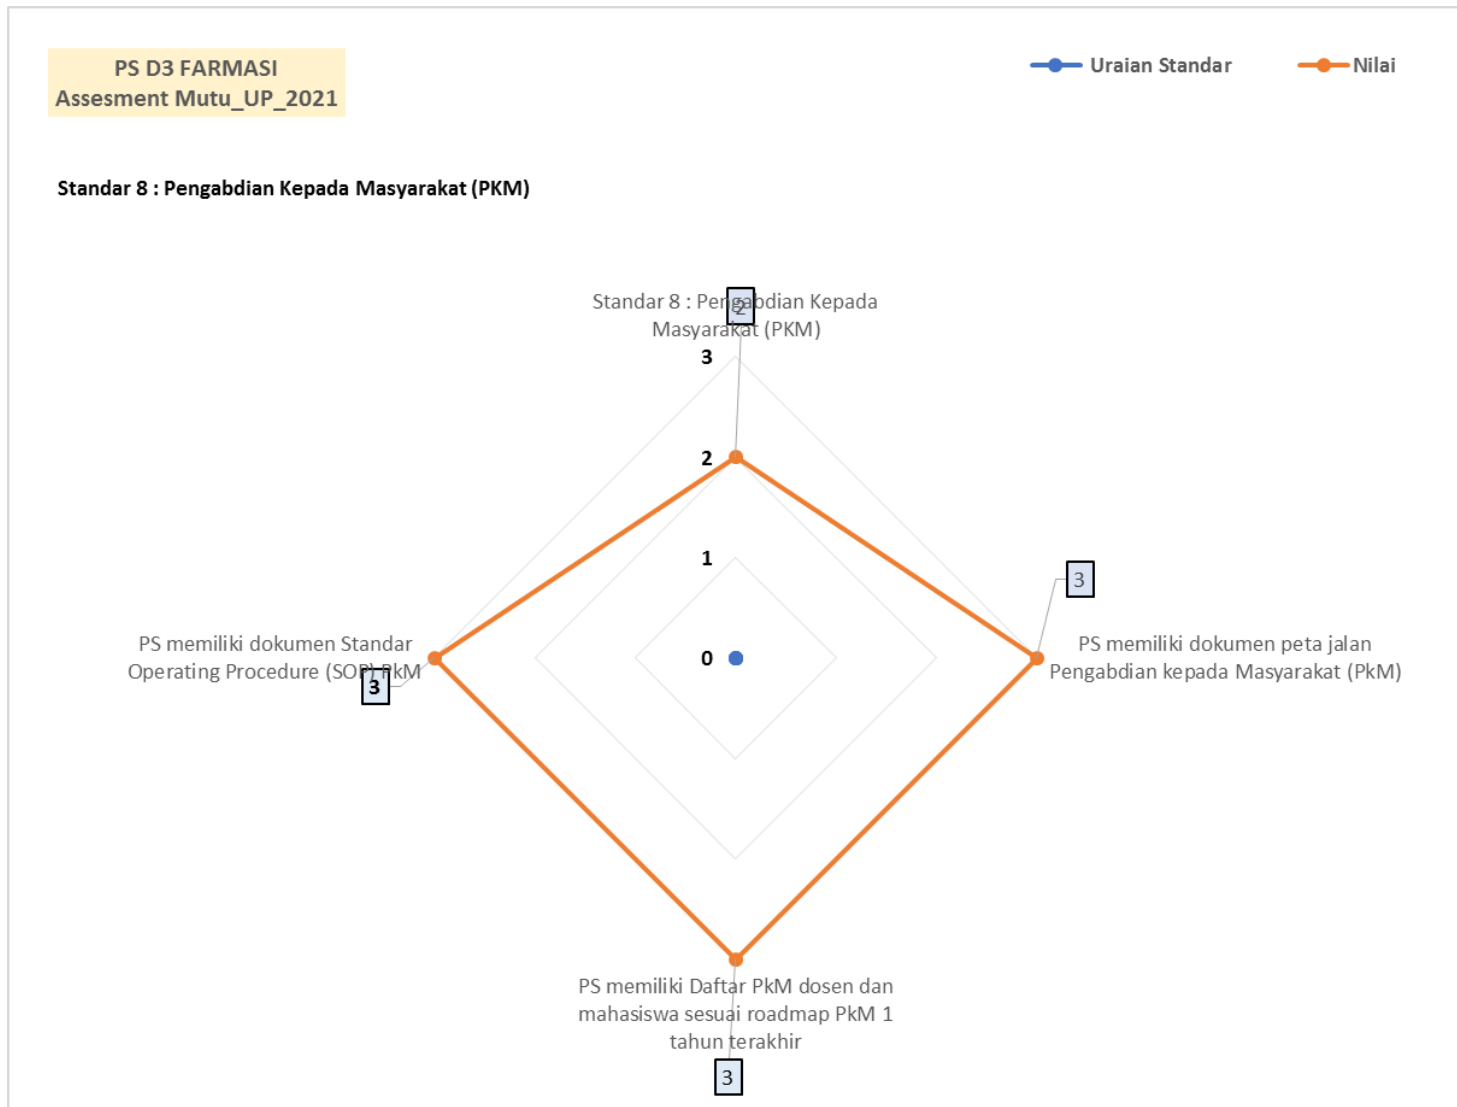 PS D3 FARMASI
Assesment Mutu_UP_2021
Uraian Standar
Nilai
Standar 8 : Pengabdian Kepada Masyarakat (PKM)
Standar 8 : Pengabdian Kepada
Masyarakat (PKM)
2
3
2
1
0
3
PS memiliki dokumen peta jalan
Pengabdian kepada Masyarakat (PkM)
PS memiliki dokumen Standar
Operating Procedure (SOP) PkM
3
PS memiliki Daftar PkM dosen dan
mahasiswa sesuai roadmap PkM 1
tahun terakhir
3